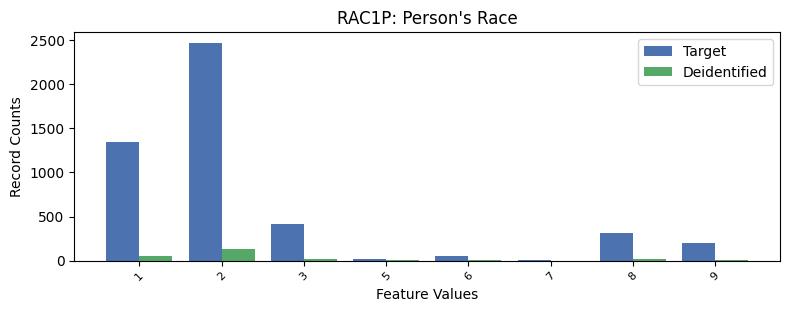 RAC1P: Person's Race
Target
Deidentified
Record Counts
2500
2000
1500
1000
500
0
1 2 3 5 6 7 8 9
Feature Values